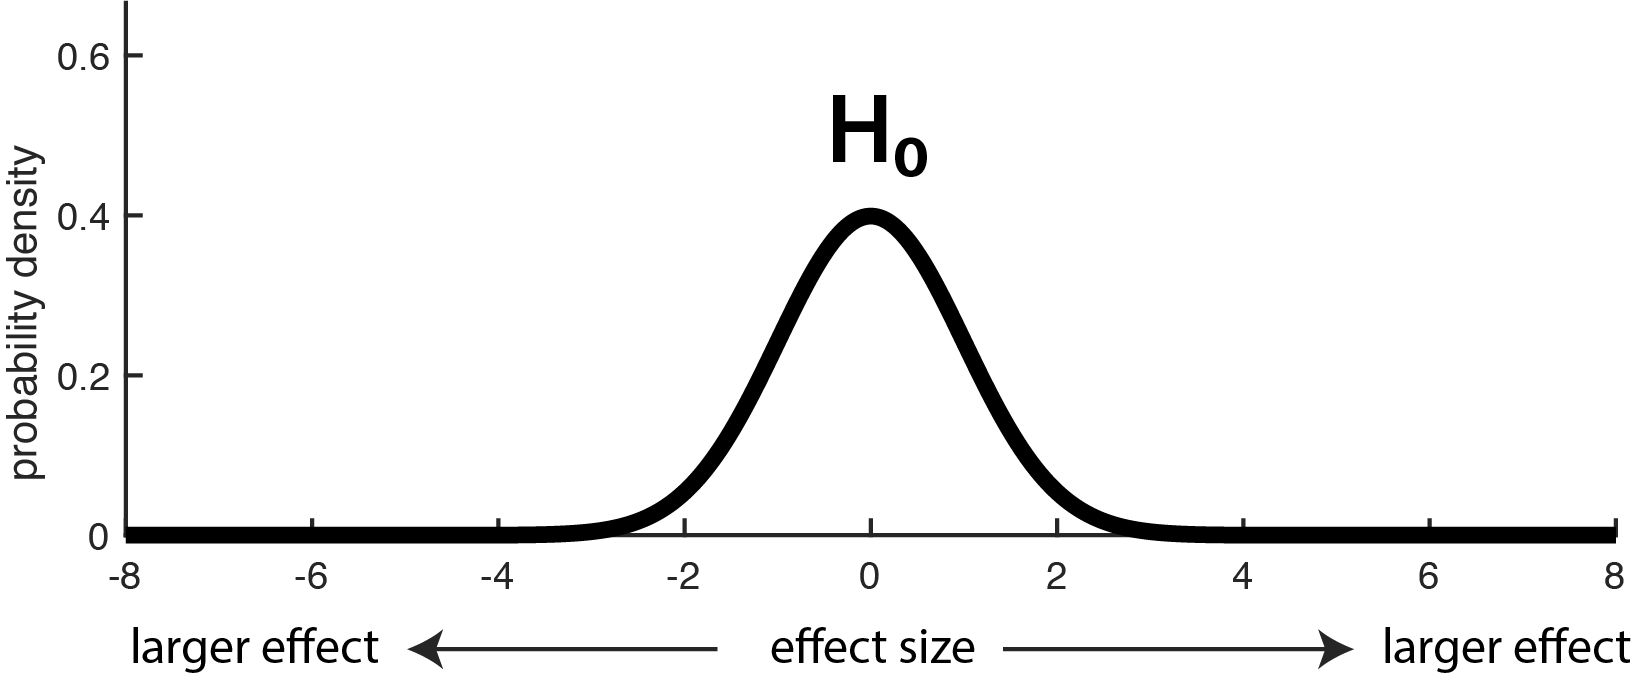 0.6
H₀
0.4
probability density
0.2
0
-8 -6 -4 -2 0 2 4 6 8
larger effect effect size larger effect